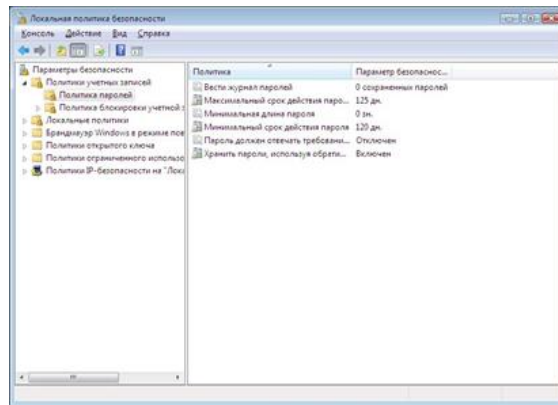 Локальная политика безопасности
Консоль Действие Вид Справка
Параметры безопасности
Политики учетных записей
Политика паролей
Политика блокировки учетной з
Локальные политики
Брандмауэр Windows в режиме пов
Политики открытого ключа
Политики ограниченного использо
Политики IP-безопасности на "Лока
Политика Параметр безопаснос...
Вести журнал паролей 0 сохраненных паролей
Максимальный срок действия паро... 125 дн.
Минимальная длина пароля 0 зн.
Минимальный срок действия пароля 120 дн.
Пароль должен отвечать требовани... Отключен
Хранить пароли, используя обрати... Включен